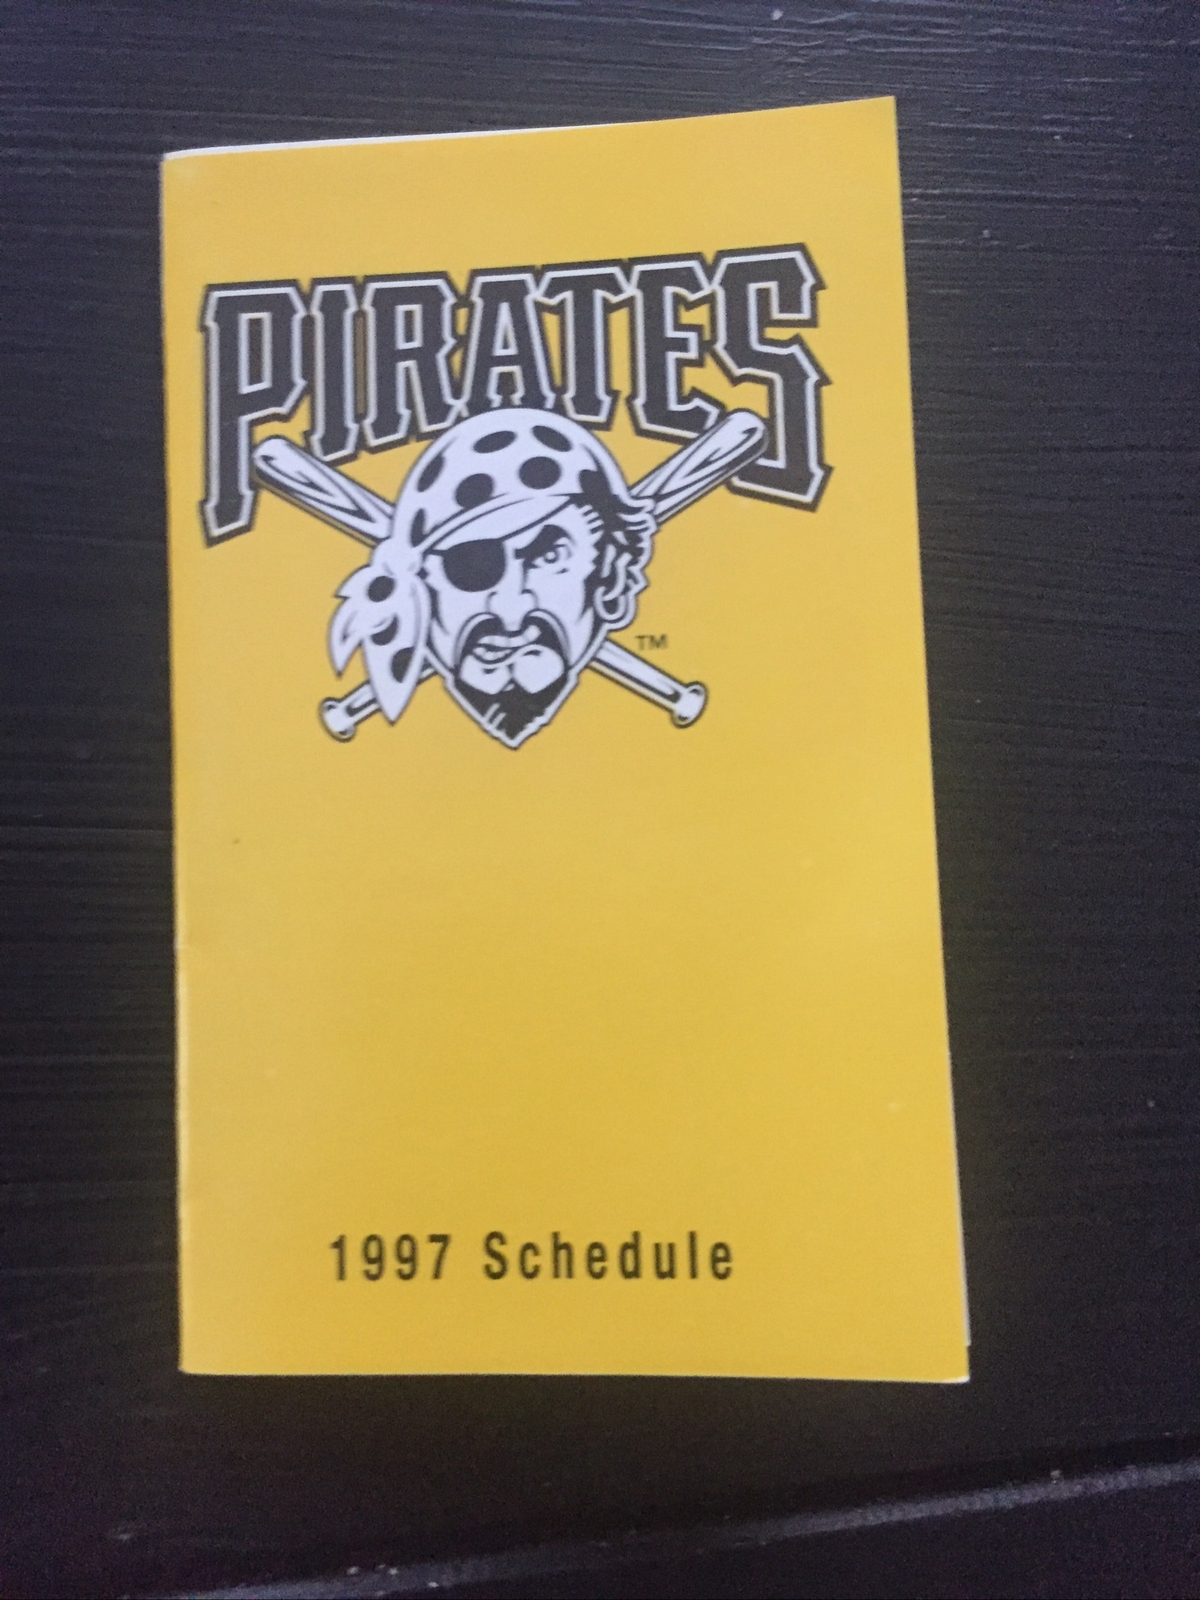 PIRATES
TM
1997 Schedule